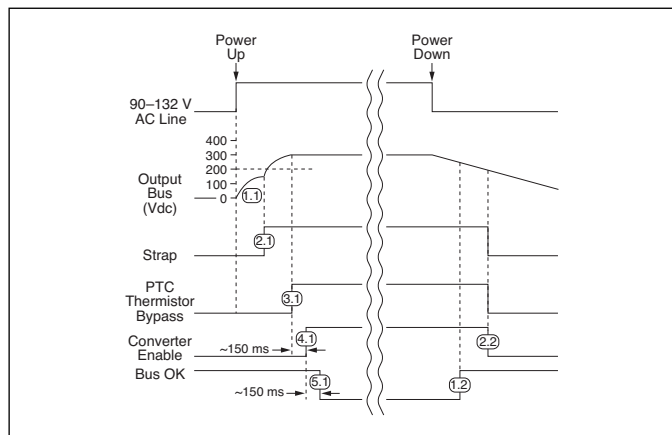 Power
Up
Power
Down
90–132 V
AC Line
400
300
200
100
0
Output
Bus
(Vdc)
1.1
Strap
2.1
PTC
Thermistor
Bypass
3.1
Converter
Enable
4.1
2.2
~150 ms
Bus OK
5.1
1.2
~150 ms